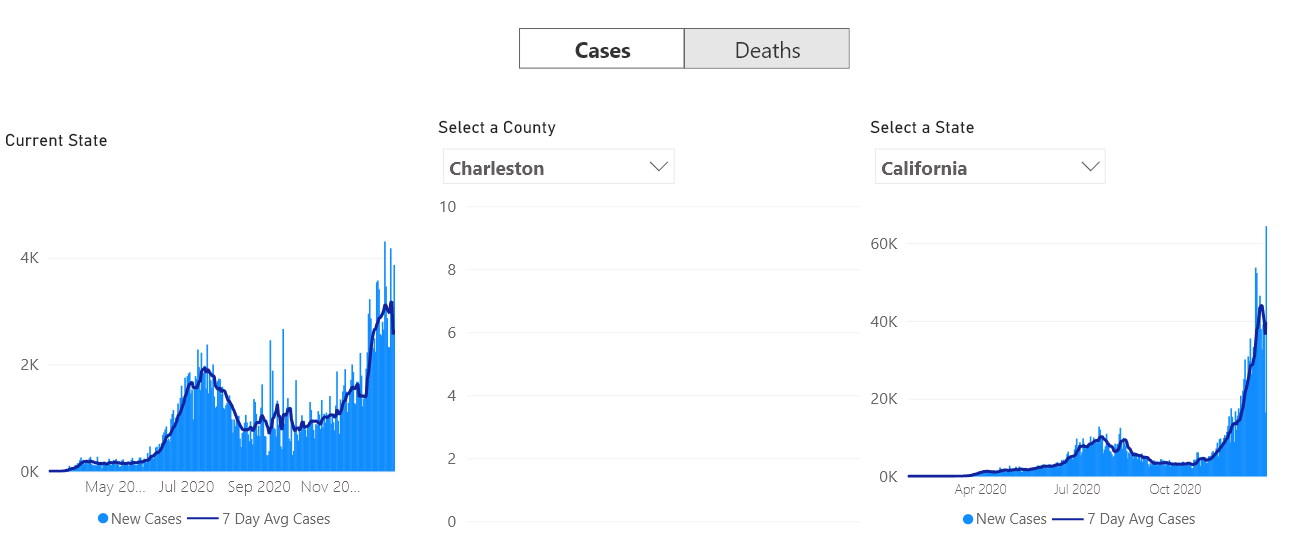 Cases
Deaths
Current State
4K
2K
0K
May 20...
Jul 2020
Sep 2020
Nov 20...
New Cases
7 Day Avg Cases
Select a County
Charleston
10
8
6
4
2
0
Select a State
California
60K
40K
20K
0K
Apr 2020
Jul 2020
Oct 2020
New Cases
7 Day Avg Cases